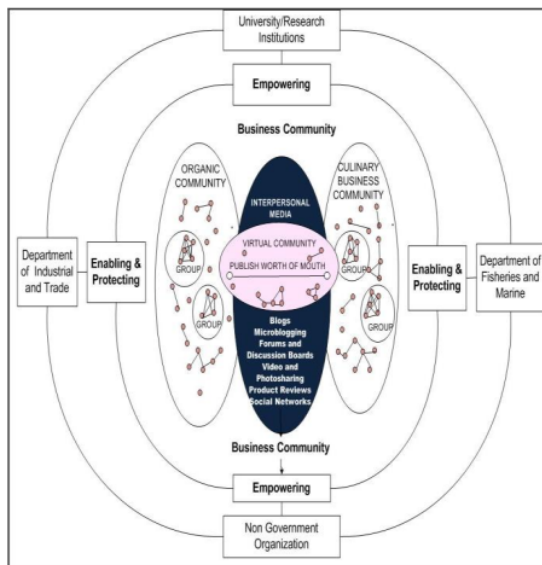 University/Research
Institutions
Empowering
Business Community
ORGANIC
COMMUNITY
CULINARY
BUSINESS
COMMUNITY
INTERPERSONAL
MEDIA
VIRTUAL COMMUNITY
PUBLISH WORTH OF MOUTH
GROUP
GROUP
GROUP
GROUP
Department
of Industrial
and Trade
Enabling &
Protecting
Enabling &
Protecting
Department of
Fisheries and
Marine
Blogs
Microblogging
Forums and
Discussion Boards
Video and
Photosharing
Product Reviews
Social Networks
Business Community
Empowering
Non Government
Organization